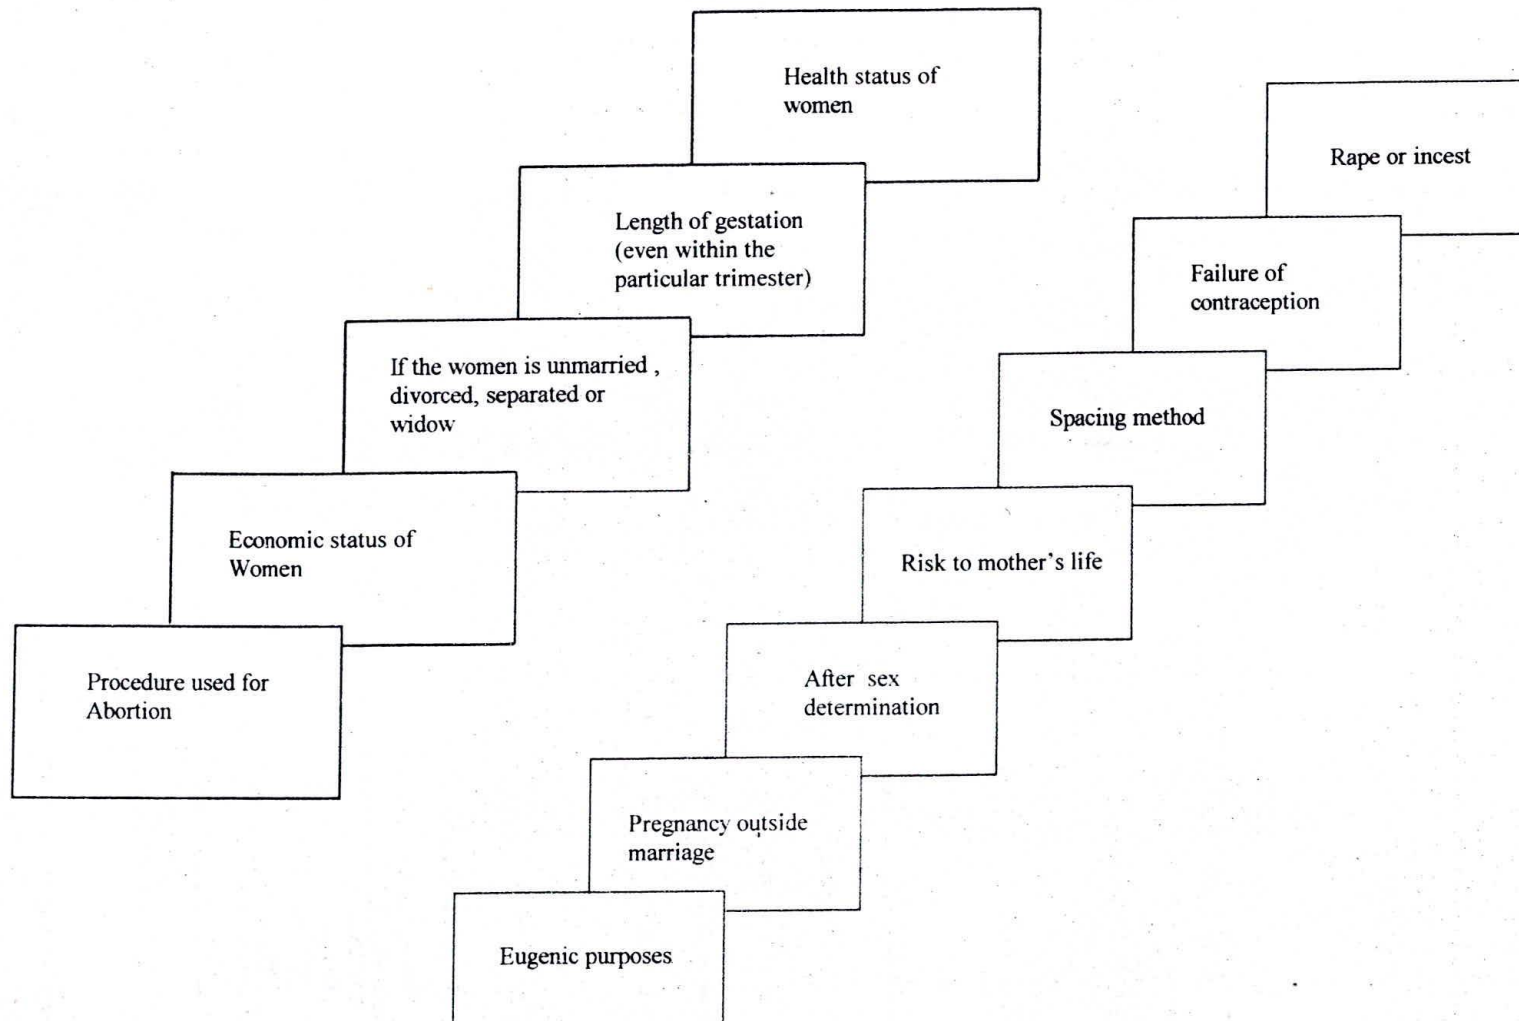 Health status of
women
Length of gestation
(even within the
particular trimester)
If the women is unmarried ,
divorced, separated or
widow
Economic status of
Women
Procedure used for
Abortion
Rape or incest
Failure of
contraception
Spacing method
Risk to mother's life
After sex
determination
Pregnancy outside
marriage
Eugenic purposes